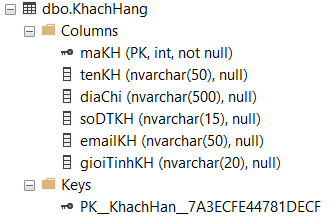 dbo.KhachHang
Columns
maKH (PK, int, not null)
tenKH (nvarchar(50), null)
diaChi (nvarchar(500), null)
soDTKH (nvarchar(15), null)
emailKH (nvarchar(50), null)
gioiTinhKH (nvarchar(20), null)
Keys
PK__KhachHan__7A3ECFE44781DECF